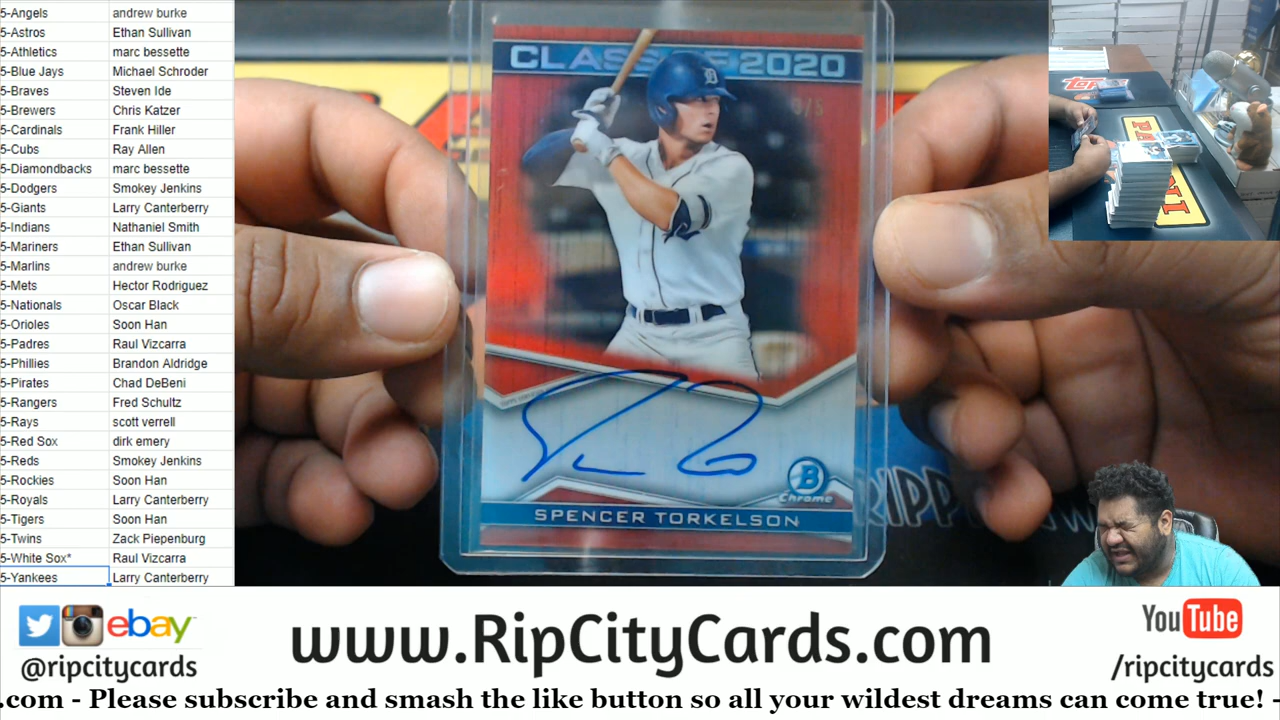 5-Angels andrew burke
5-Astros Ethan Sullivan
5-Athletics marc bessette
5-Blue Jays Michael Schroder
5-Braves Steven Ide
5-Brewers Chris Katzer
5-Cardinals Frank Hiller
5-Cubs Ray Allen
5-Diamondbacks marc bessette
5-Dodgers Smokey Jenkins
5-Giants Larry Canterberry
5-Indians Nathaniel Smith
5-Mariners Ethan Sullivan
5-Marlins andrew burke
5-Mets Hector Rodriguez
5-Nationals Oscar Black
5-Orioles Soon Han
5-Padres Raul Vizcarra
5-Phillies Brandon Aldridge
5-Pirates Chad DeBeni
5-Rangers Fred Schultz
5-Rays scott verrell
5-Red Sox dirk emery
5-Reds Smokey Jenkins
5-Rockies Soon Han
5-Royals Larry Canterberry
5-Tigers Soon Han
5-Twins Zack Piepenburg
5-White Sox* Raul Vizcarra
5-Yankees Larry Canterberry
CLASS OF 2020
B
Chrome
SPENCER TORKELSON
RIPP
Topps
PANINI
ebay
@ripcitycards
www.RipCityCards.com
YouTube
/ripcitycards
.com - Please subscribe and smash the like button so all your wildest dreams can come true! -